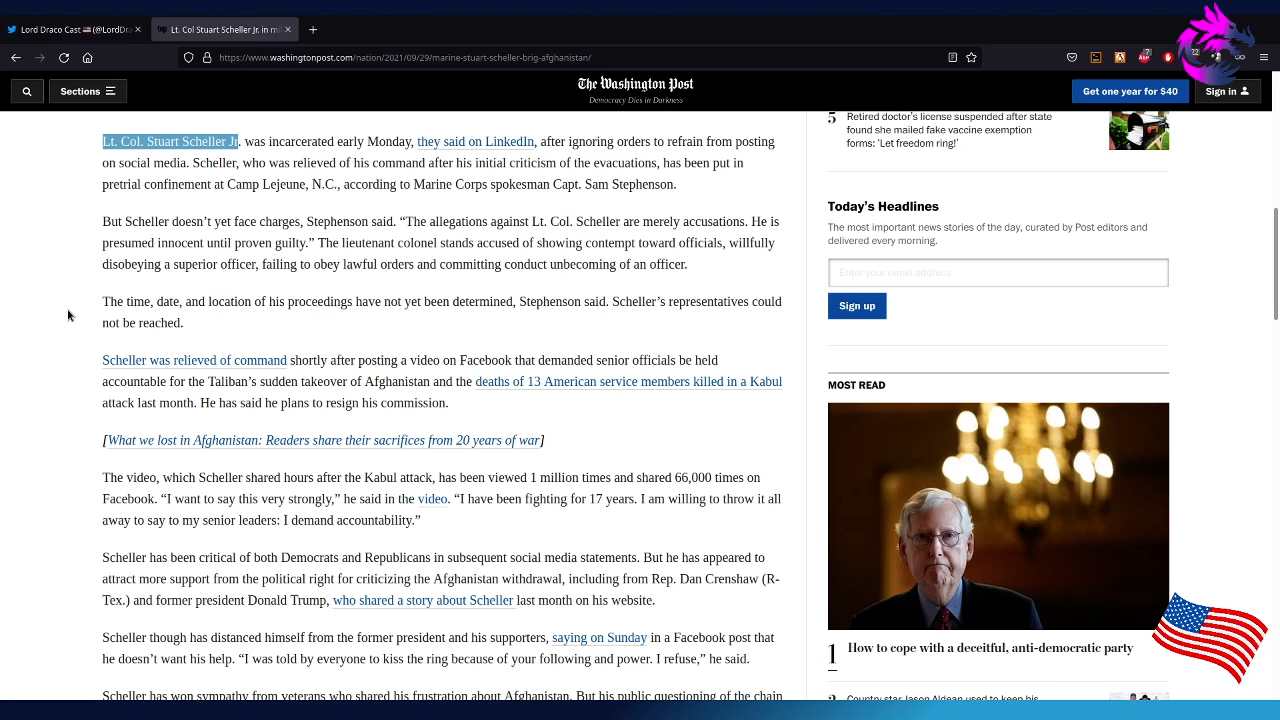 Lord Draco Cast 🇺🇸 (@LordDra
Lt. Col Stuart Scheller Jr. in mi
https://www.washingtonpost.com/nation/2021/09/29/marine-stuart-scheller-brig-afghanistan/
7
22
Sections
The Washington Post
Democracy Dies in Darkness
Get one year for $40
Sign in
Lt. Col. Stuart Scheller Jr. was incarcerated early Monday, they said on LinkedIn, after ignoring orders to refrain from posting
on social media. Scheller, who was relieved of his command after his initial criticism of the evacuations, has been put in
pretrial confinement at Camp Lejeune, N.C., according to Marine Corps spokesman Capt. Sam Stephenson.
But Scheller doesn’t yet face charges, Stephenson said. “The allegations against Lt. Col. Scheller are merely accusations. He is
presumed innocent until proven guilty.” The lieutenant colonel stands accused of showing contempt toward officials, willfully
disobeying a superior officer, failing to obey lawful orders and committing conduct unbecoming of an officer.
The time, date, and location of his proceedings have not yet been determined, Stephenson said. Scheller’s representatives could
not be reached.
Scheller was relieved of command shortly after posting a video on Facebook that demanded senior officials be held
accountable for the Taliban’s sudden takeover of Afghanistan and the deaths of 13 American service members killed in a Kabul
attack last month. He has said he plans to resign his commission.
[What we lost in Afghanistan: Readers share their sacrifices from 20 years of war]
The video, which Scheller shared hours after the Kabul attack, has been viewed 1 million times and shared 66,000 times on
Facebook. “I want to say this very strongly,” he said in the video. “I have been fighting for 17 years. I am willing to throw it all
away to say to my senior leaders: I demand accountability.”
Scheller has been critical of both Democrats and Republicans in subsequent social media statements. But he has appeared to
attract more support from the political right for criticizing the Afghanistan withdrawal, including from Rep. Dan Crenshaw (R-
Tex.) and former president Donald Trump, who shared a story about Scheller last month on his website.
Scheller though has distanced himself from the former president and his supporters, saying on Sunday in a Facebook post that
he doesn’t want his help. “I was told by everyone to kiss the ring because of your following and power. I refuse,” he said.
Scheller has won sympathy from veterans who shared his frustration about Afghanistan. But his public questioning of the chain
5
Retired doctor’s license suspended after state
found she mailed fake vaccine exemption
forms: ‘Let freedom ring!’
Today’s Headlines
The most important news stories of the day, curated by Post editors and
delivered every morning.
Enter your email address
Sign up
MOST READ
1 How to cope with a deceitful, anti-democratic party
Country star Jason Aldean used to keep his